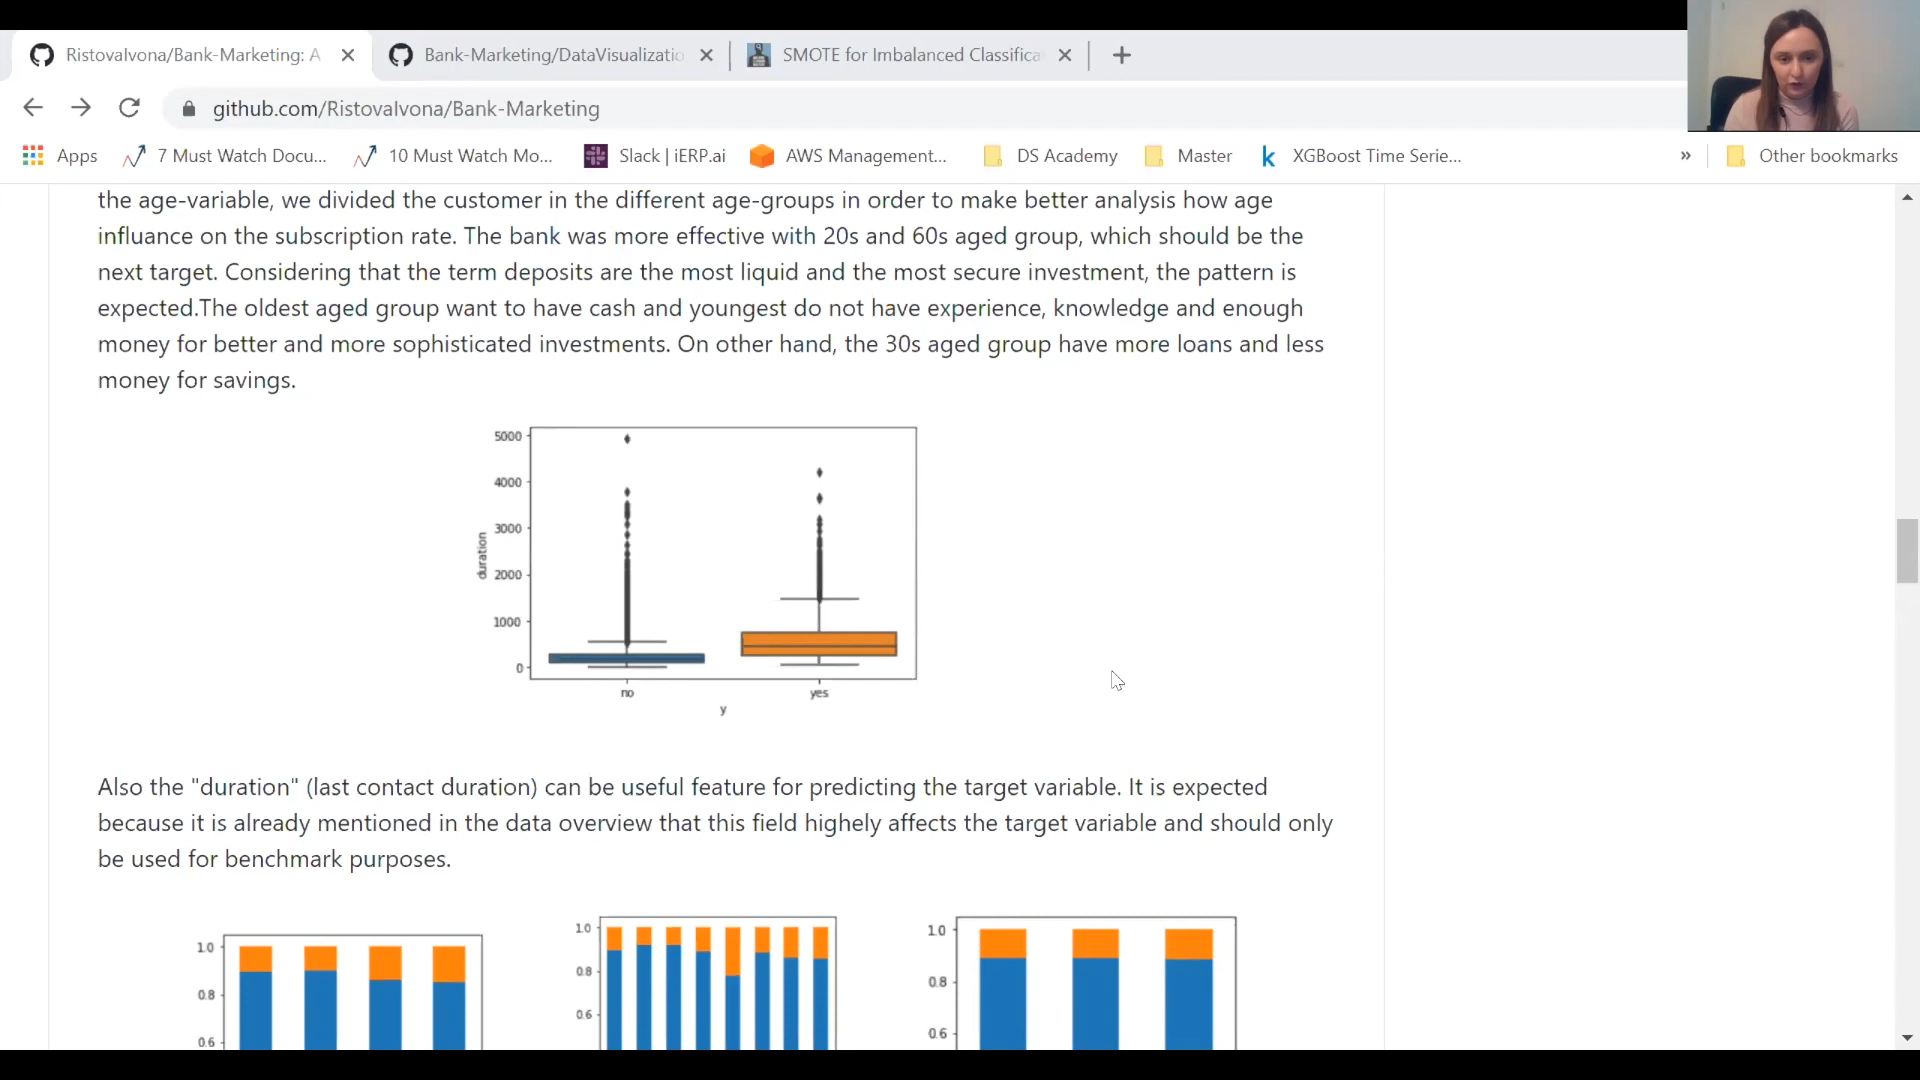 RistovaIvona/Bank-Marketing: A
Bank-Marketing/DataVisualizatio
SMOTE for Imbalanced Classifica
github.com/RistovaIvona/Bank-Marketing
Apps
7 Must Watch Docu...
10 Must Watch Mo...
Slack | iERP.ai
AWS Management...
DS Academy
Master
XGBoost Time Serie...
»
Other bookmarks
the age-variable, we divided the customer in the different age-groups in order to make better analysis how age
influance on the subscription rate. The bank was more effective with 20s and 60s aged group, which should be the
next target. Considering that the term deposits are the most liquid and the most secure investment, the pattern is
expected.The oldest aged group want to have cash and youngest do not have experience, knowledge and enough
money for better and more sophisticated investments. On other hand, the 30s aged group have more loans and less
money for savings.
5000
4000
3000
2000
1000
0
duration
no
yes
y
Also the "duration" (last contact duration) can be useful feature for predicting the target variable. It is expected
because it is already mentioned in the data overview that this field highely affects the target variable and should only
be used for benchmark purposes.
1.0
0.8
0.6
1.0
0.8
0.6
1.0
0.8
0.6